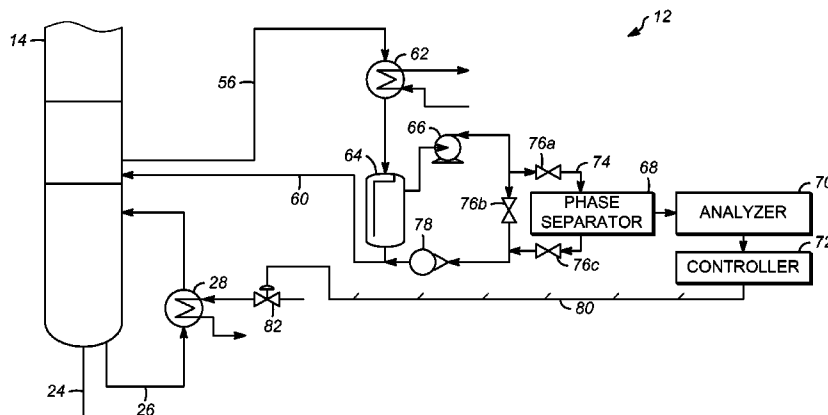 12
14
62
56
66
76a
74
64
68
70
PHASE
SEPARATOR
ANALYZER
60
76b
78
72
CONTROLLER
76c
28
82
80
24
26